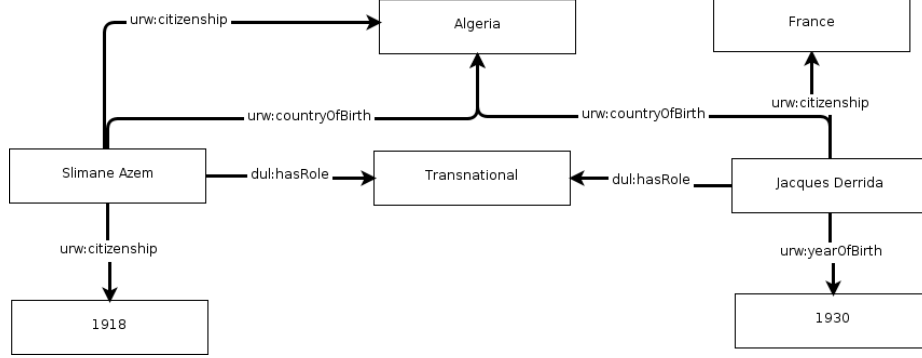 urw:citizenship
Algeria
France
urw:citizenship
urw:countryOfBirth
urw:countryOfBirth
Slimane Azem
dul:hasRole
Transnational
dul:hasRole
Jacques Derrida
urw:citizenship
urw:yearOfBirth
1918
1930